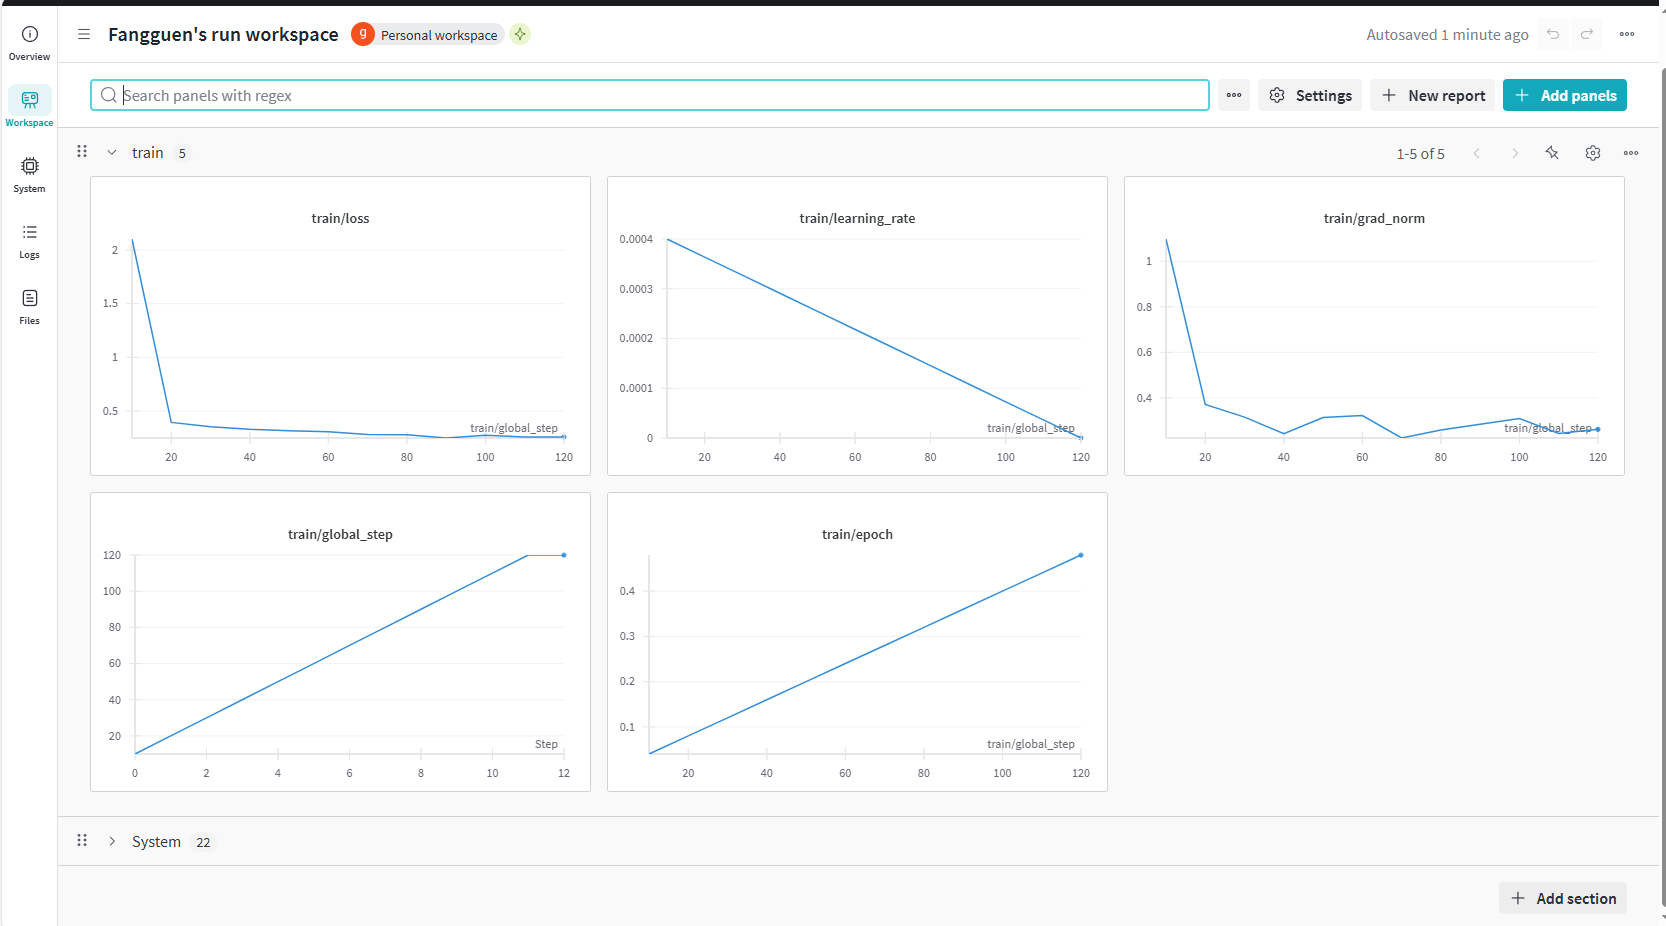 Overview
Workspace
System
Logs
Files
Fangguen's run workspace
g
Personal workspace
Autosaved 1 minute ago
Search panels with regex
Settings
New report
Add panels
train 5
1-5 of 5
train/loss
2
1.5
1
0.5
train/global_step
20 40 60 80 100 120
train/learning_rate
0.0004
0.0003
0.0002
0.0001
0
train/global_step
20 40 60 80 100 120
train/grad_norm
1
0.8
0.6
0.4
train/global_step
20 40 60 80 100 120
train/global_step
120
100
80
60
40
20
Step
0 2 4 6 8 10 12
train/epoch
0.4
0.3
0.2
0.1
train/global_step
20 40 60 80 100 120
System 22
Add section